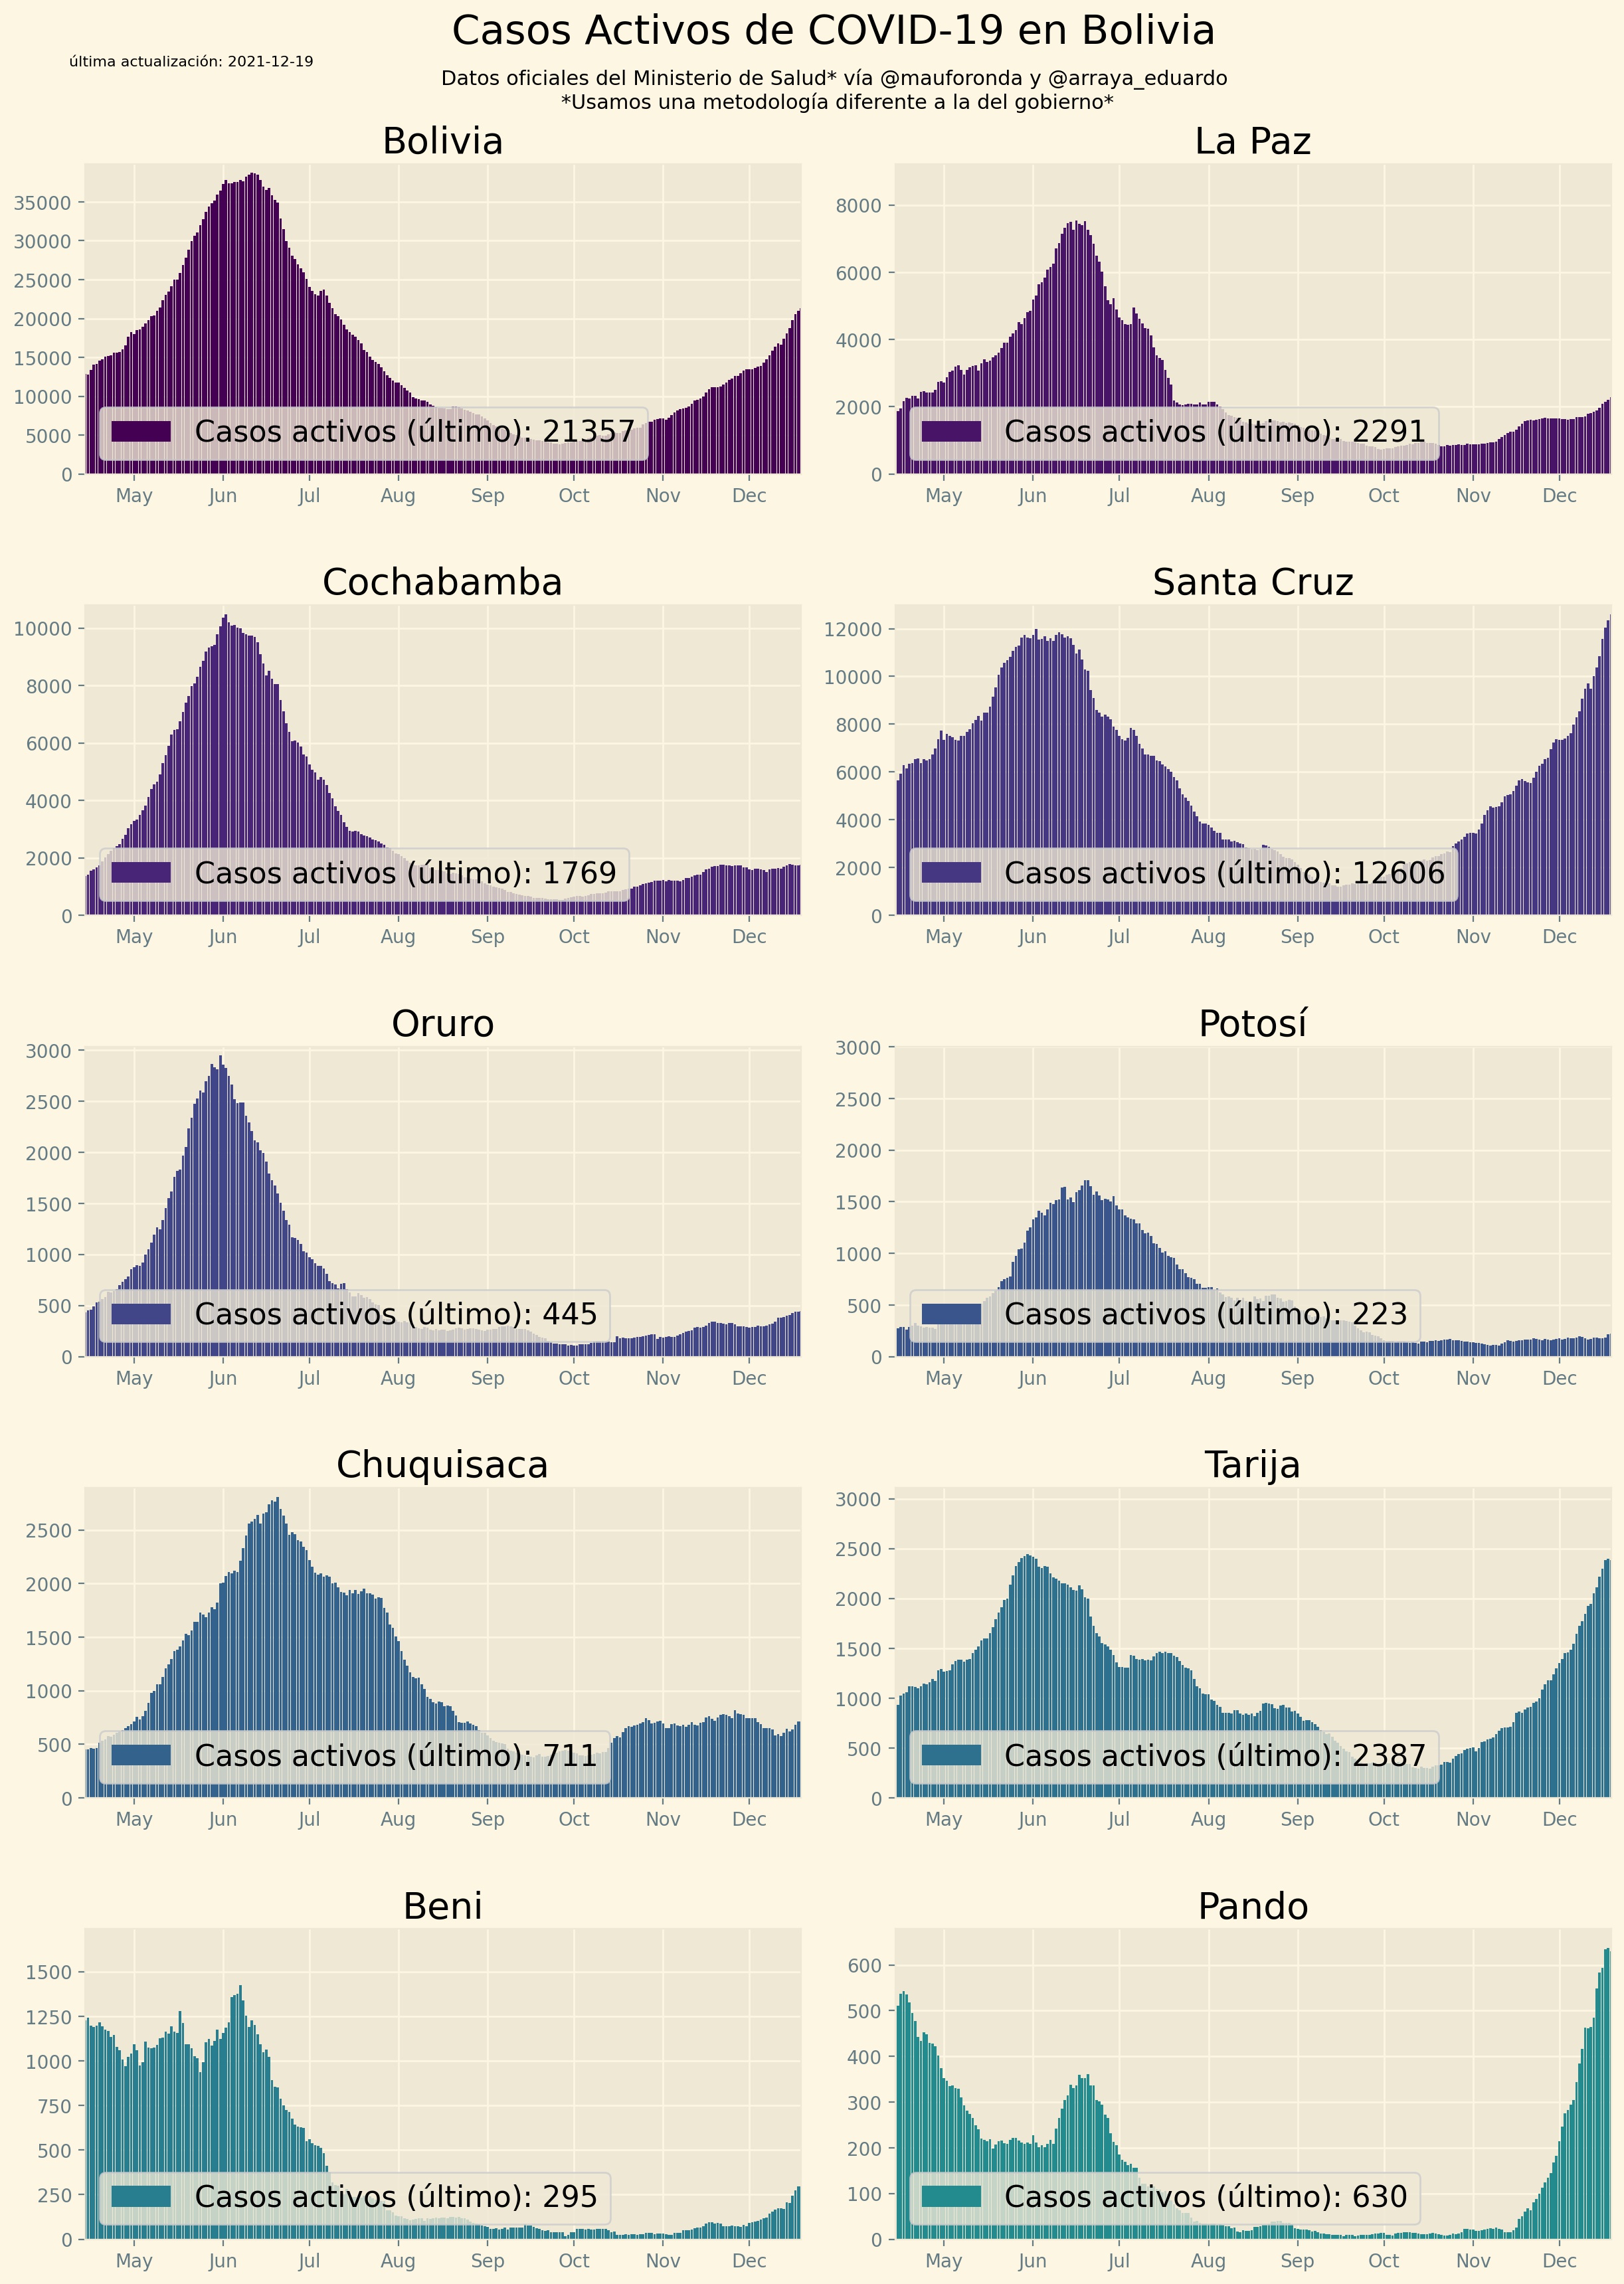 Casos Activos de COVID-19 en Bolivia
última actualización: 2021-12-19
Datos oficiales del Ministerio de Salud* vía @mauforonda y @arraya_eduardo
*Usamos una metodología diferente a la del gobierno*
Bolivia
35000
30000
25000
20000
15000
10000
5000
0
Casos activos (último): 21357
May Jun Jul Aug Sep Oct Nov Dec
La Paz
8000
6000
4000
2000
0
Casos activos (último): 2291
May Jun Jul Aug Sep Oct Nov Dec
Cochabamba
10000
8000
6000
4000
2000
0
Casos activos (último): 1769
May Jun Jul Aug Sep Oct Nov Dec
Santa Cruz
12000
10000
8000
6000
4000
2000
0
Casos activos (último): 12606
May Jun Jul Aug Sep Oct Nov Dec
Oruro
3000
2500
2000
1500
1000
500
0
Casos activos (último): 445
May Jun Jul Aug Sep Oct Nov Dec
Potosí
3000
2500
2000
1500
1000
500
0
Casos activos (último): 223
May Jun Jul Aug Sep Oct Nov Dec
Chuquisaca
2500
2000
1500
1000
500
0
Casos activos (último): 711
May Jun Jul Aug Sep Oct Nov Dec
Tarija
3000
2500
2000
1500
1000
500
0
Casos activos (último): 2387
May Jun Jul Aug Sep Oct Nov Dec
Beni
1500
1250
1000
750
500
250
0
Casos activos (último): 295
May Jun Jul Aug Sep Oct Nov Dec
Pando
600
500
400
300
200
100
0
Casos activos (último): 630
May Jun Jul Aug Sep Oct Nov Dec